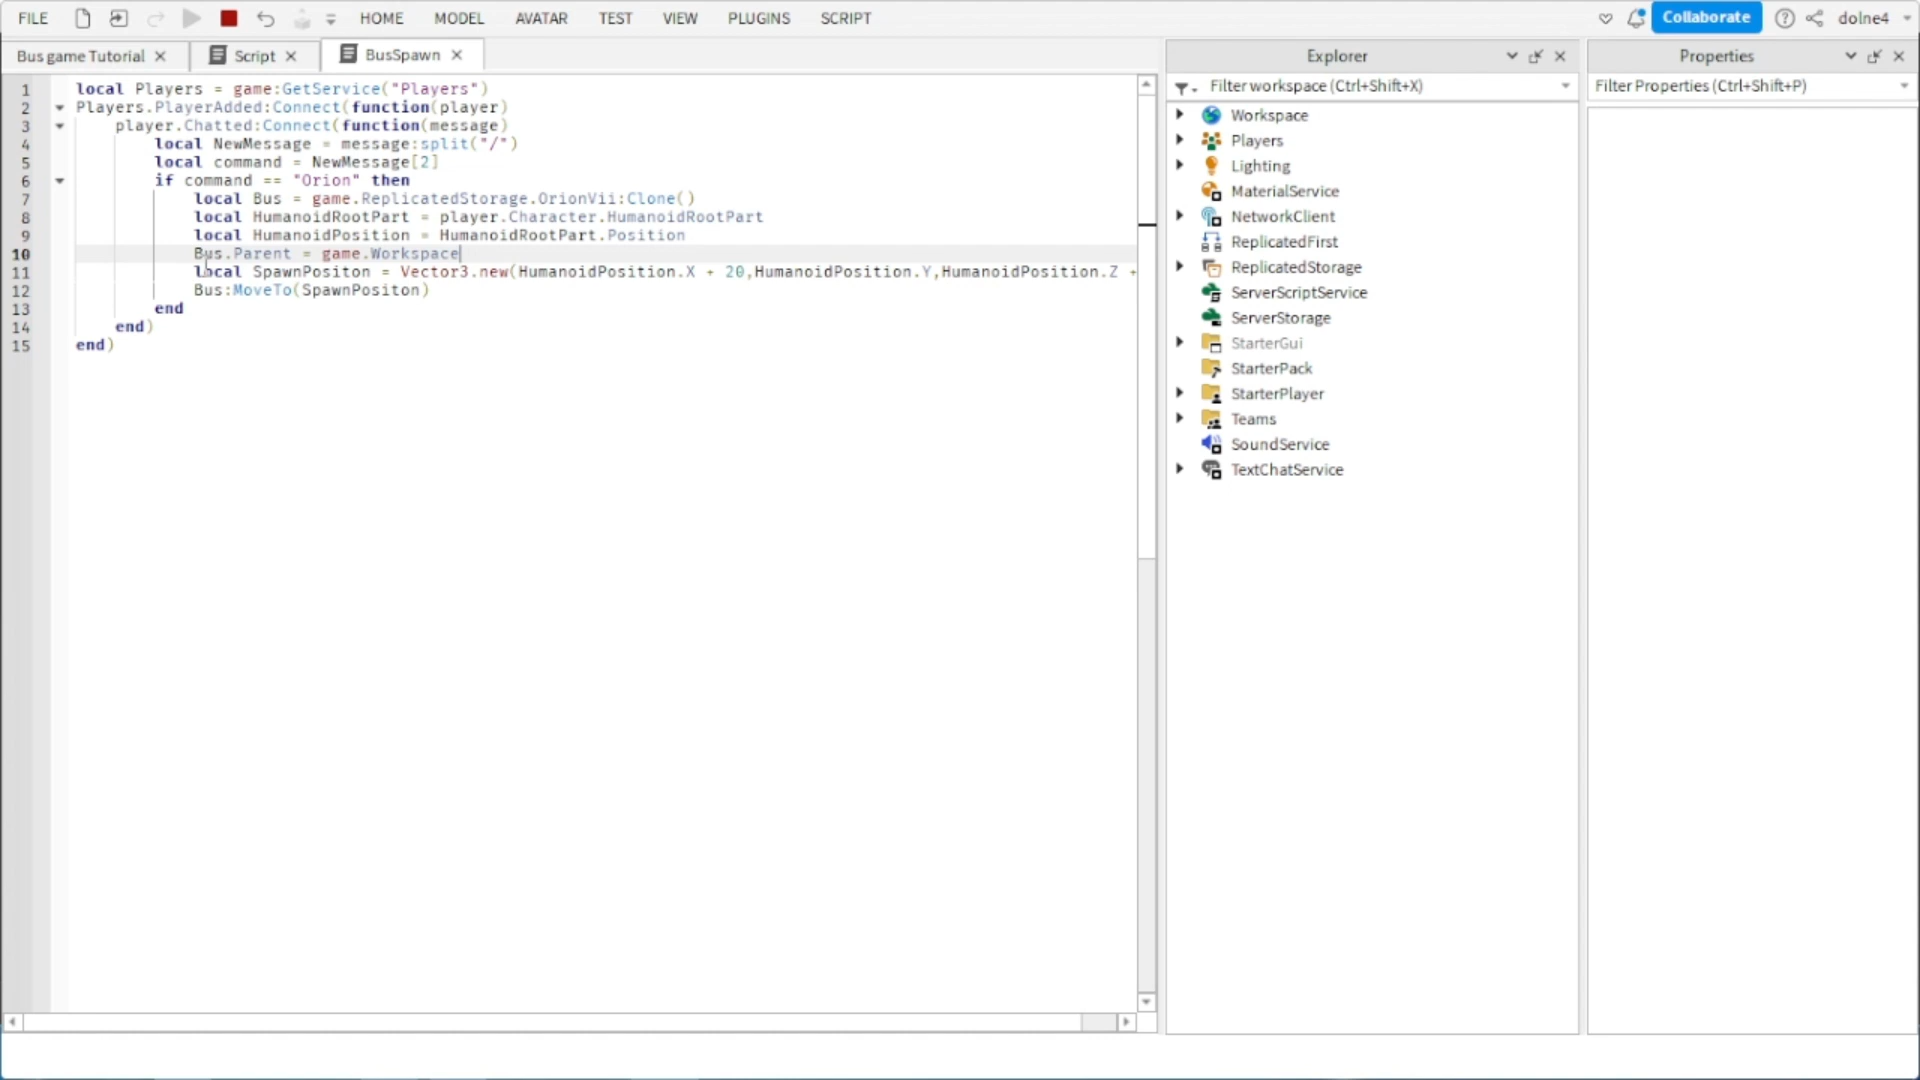 FILE HOME MODEL AVATAR TEST VIEW PLUGINS SCRIPT Collaborate dolne4
Bus game Tutorial Script BusSpawn
1 local Players = game:GetService("Players")
2 Players.PlayerAdded:Connect(function(player)
3 player.Chatted:Connect(function(message)
4 local NewMessage = message:split("/")
5 local command = NewMessage[2]
6 if command == "Orion" then
7 local Bus = game.ReplicatedStorage.OrionVii:Clone()
8 local HumanoidRootPart = player.Character.HumanoidRootPart
9 local HumanoidPosition = HumanoidRootPart.Position
10 Bus.Parent = game.Workspace
11 local SpawnPositon = Vector3.new(HumanoidPosition.X + 20,HumanoidPosition.Y,HumanoidPosition.Z +
12 Bus:MoveTo(SpawnPositon)
13 end
14 end)
15 end)
Explorer
Filter workspace (Ctrl+Shift+X)
Workspace
Players
Lighting
MaterialService
NetworkClient
ReplicatedFirst
ReplicatedStorage
ServerScriptService
ServerStorage
StarterGui
StarterPack
StarterPlayer
Teams
SoundService
TextChatService
Properties
Filter Properties (Ctrl+Shift+P)